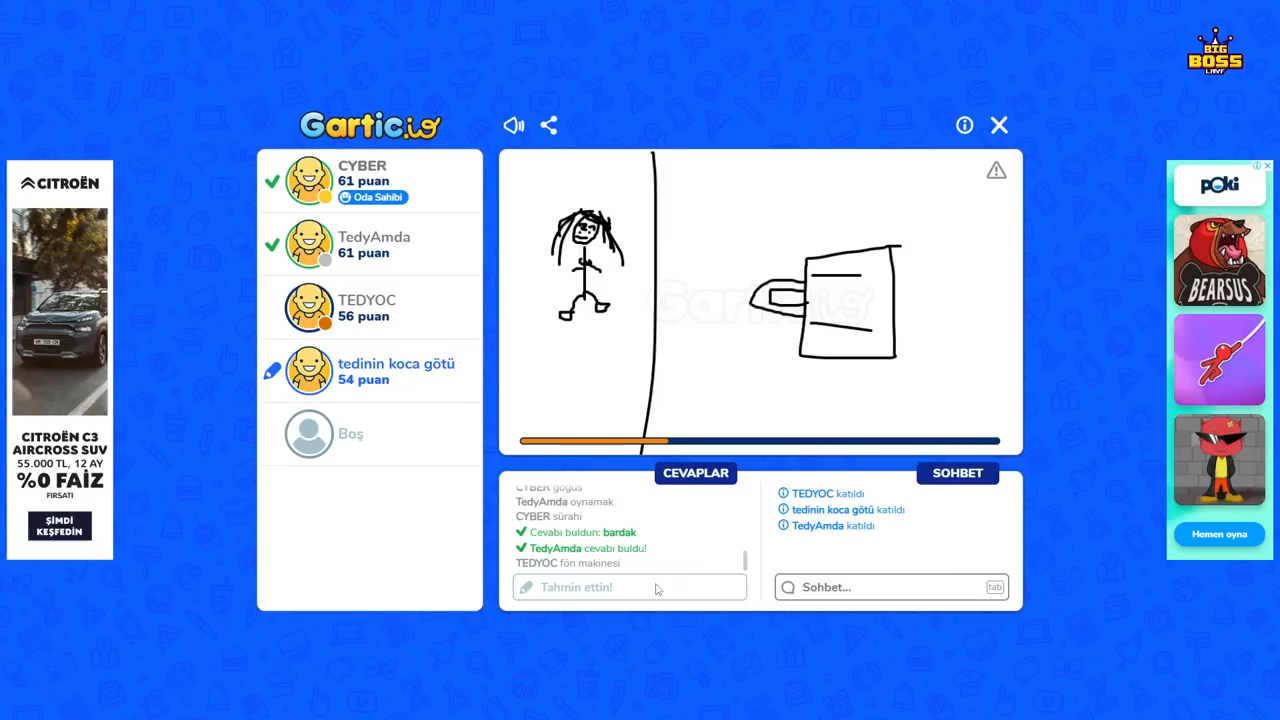 BIG
BOSS
LAYF
Gartic.io
CYBER
61 puan
Oda Sahibi
TedyAmda
61 puan
TEDYOC
56 puan
tedinin koca götü
54 puan
Boş
Gartic.io
CEVAPLAR
SOHBET
CYBER göğüs
TedyAmda oynamak
CYBER sürahi
Cevabı buldun: bardak
TedyAmda cevabı buldu!
TEDYOC fön makinesi
Tahmin ettin!
TEDYOC katıldı
tedinin koca götü katıldı
TedyAmda katıldı
Sohbet...
tab
CITROËN
CITROËN C3
AIRCROSS SUV
55.000 TL, 12 AY
%0 FAİZ
FIRSATI
ŞİMDİ
KEŞFEDİN
poki
BEARSUS
Hemen oyna